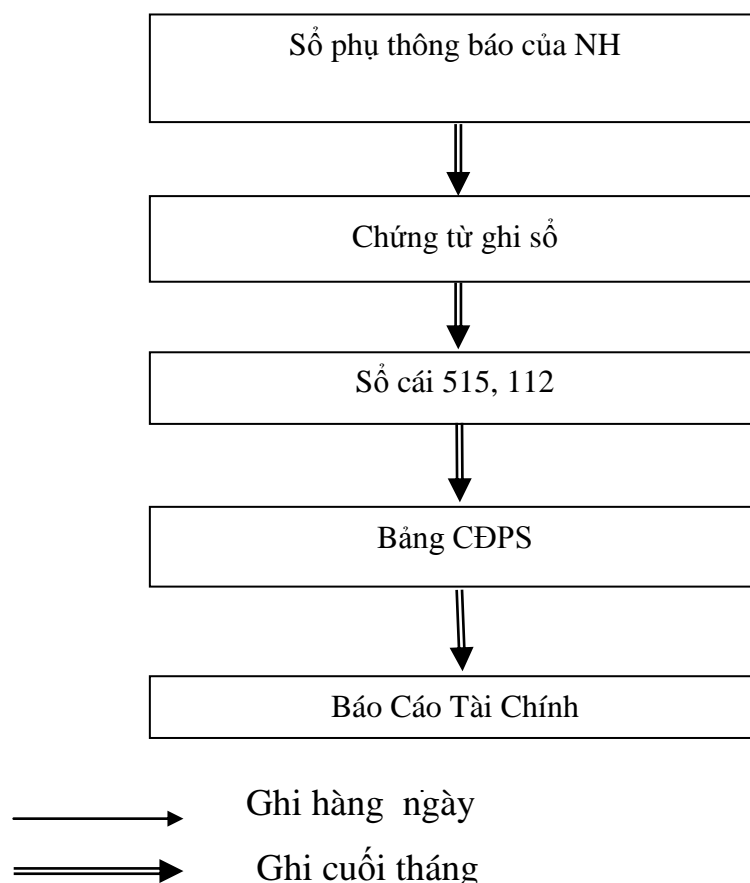 Sổ phụ thông báo của NH
Chứng từ ghi sổ
Sổ cái 515, 112
Bảng CĐPS
Báo Cáo Tài Chính
Ghi hàng ngày
Ghi cuối tháng